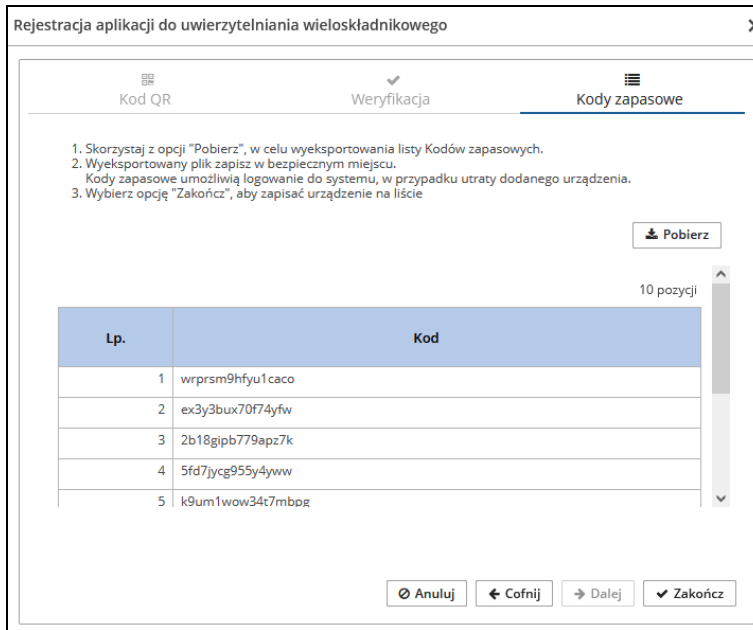 Rejestracja aplikacji do uwierzytelniania wieloskładnikowego
Kod QR
Weryfikacja
Kody zapasowe
1. Skorzystaj z opcji "Pobierz", w celu wyeksportowania listy Kodów zapasowych.
2. Wyeksportowany plik zapisz w bezpiecznym miejscu.
Kody zapasowe umożliwią logowanie do systemu, w przypadku utraty dodanego urządzenia.
3. Wybierz opcję "Zakończ", aby zapisać urządzenie na liście
Pobierz
10 pozycji
Lp. Kod
1 wrprsm9hfyu1caco
2 ex3y3bux70f74yfw
3 2b18gipb779apz7k
4 5fd7jycg955y4yww
5 k9um1wow34t7mbpg
Anuluj Cofnij Dalej Zakończ